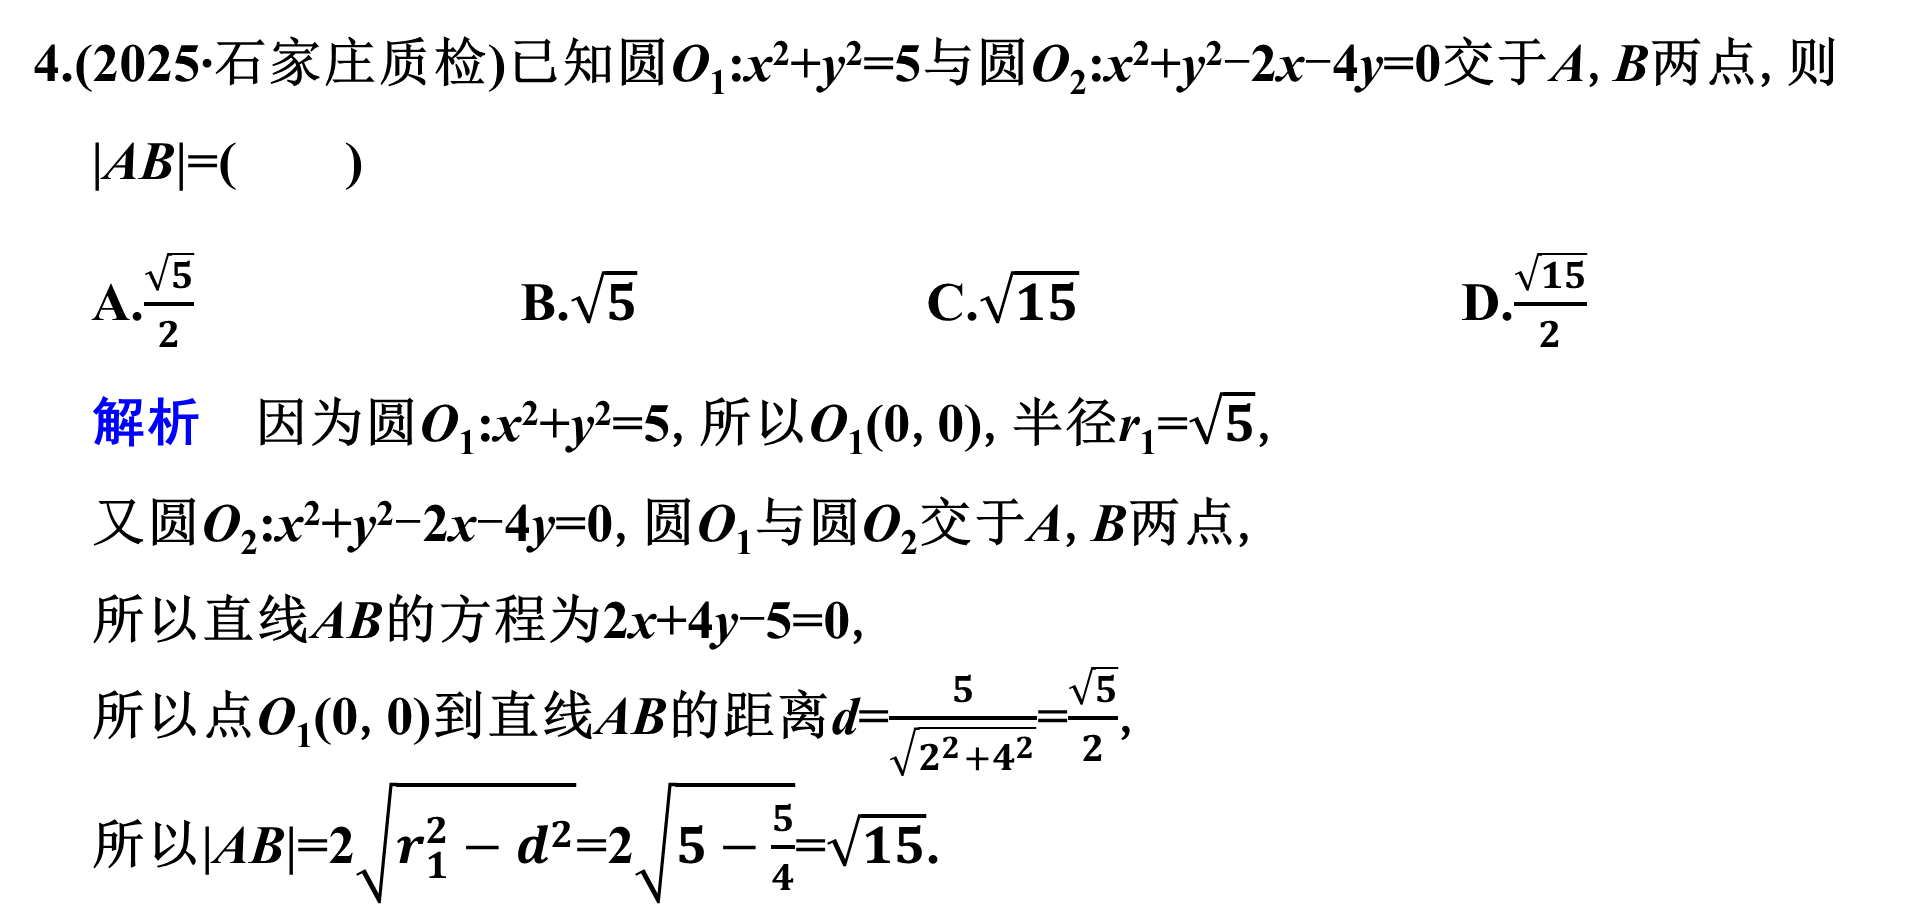 4.(2025·石家庄质检)已知圆O₁:x²+y²=5与圆O₂:x²+y²−2x−4y=0交于A, B两点, 则
|AB|=(  )
A.√5/2 B.√5 C.√15 D.√15/2
解析 因为圆O₁:x²+y²=5, 所以O₁(0, 0), 半径r₁=√5,
又圆O₂:x²+y²−2x−4y=0, 圆O₁与圆O₂交于A, B两点,
所以直线AB的方程为2x+4y−5=0,
所以点O₁(0, 0)到直线AB的距离d=5/√(2²+4²)=√5/2,
所以|AB|=2√(r₁²−d²)=2√(5−5/4)=√15.